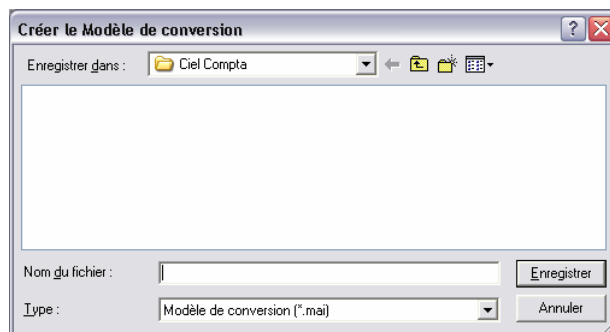 Créer le Modèle de conversion
Enregistrer dans : Ciel Compta
Nom du fichier : Enregistrer
Type : Modèle de conversion (*.mai) Annuler